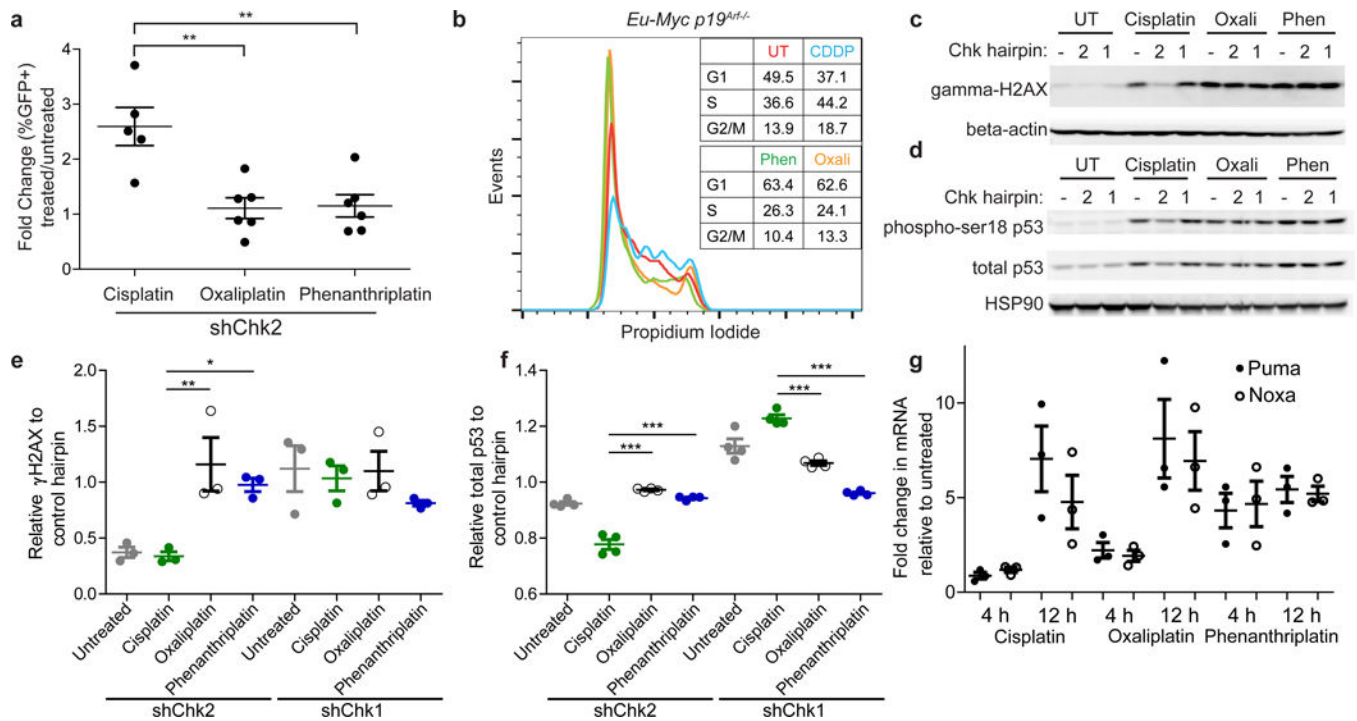 a
**
**
4
3
2
1
0
Fold Change (%GFP+)
treated/untreated
Cisplatin
Oxaliplatin
Phenanthriplatin
shChk2
b
Eu-Myc p19Arf-/-
UT CDDP
G1 49.5 37.1
S 36.6 44.2
G2/M 13.9 18.7
Phen Oxali
G1 63.4 62.6
S 26.3 24.1
G2/M 10.4 13.3
Events
Propidium Iodide
c
UT Cisplatin Oxali Phen
Chk hairpin: - 2 1 - 2 1 - 2 1 - 2 1
gamma-H2AX
beta-actin
d
UT Cisplatin Oxali Phen
Chk hairpin: - 2 1 - 2 1 - 2 1 - 2 1
phospho-ser18 p53
total p53
HSP90
e
*
**
2.0
1.5
1.0
0.5
0.0
Relative γH2AX to
control hairpin
Untreated
Cisplatin
Oxaliplatin
Phenanthriplatin
Untreated
Cisplatin
Oxaliplatin
Phenanthriplatin
shChk2
shChk1
f
***
***
***
***
1.4
1.2
1.0
0.8
0.6
Relative total p53 to
control hairpin
Untreated
Cisplatin
Oxaliplatin
Phenanthriplatin
Untreated
Cisplatin
Oxaliplatin
Phenanthriplatin
shChk2
shChk1
g
Puma
Noxa
10
5
0
Fold change in mRNA
relative to untreated
4 h 12 h 4 h 12 h 4 h 12 h
Cisplatin Oxaliplatin Phenanthriplatin